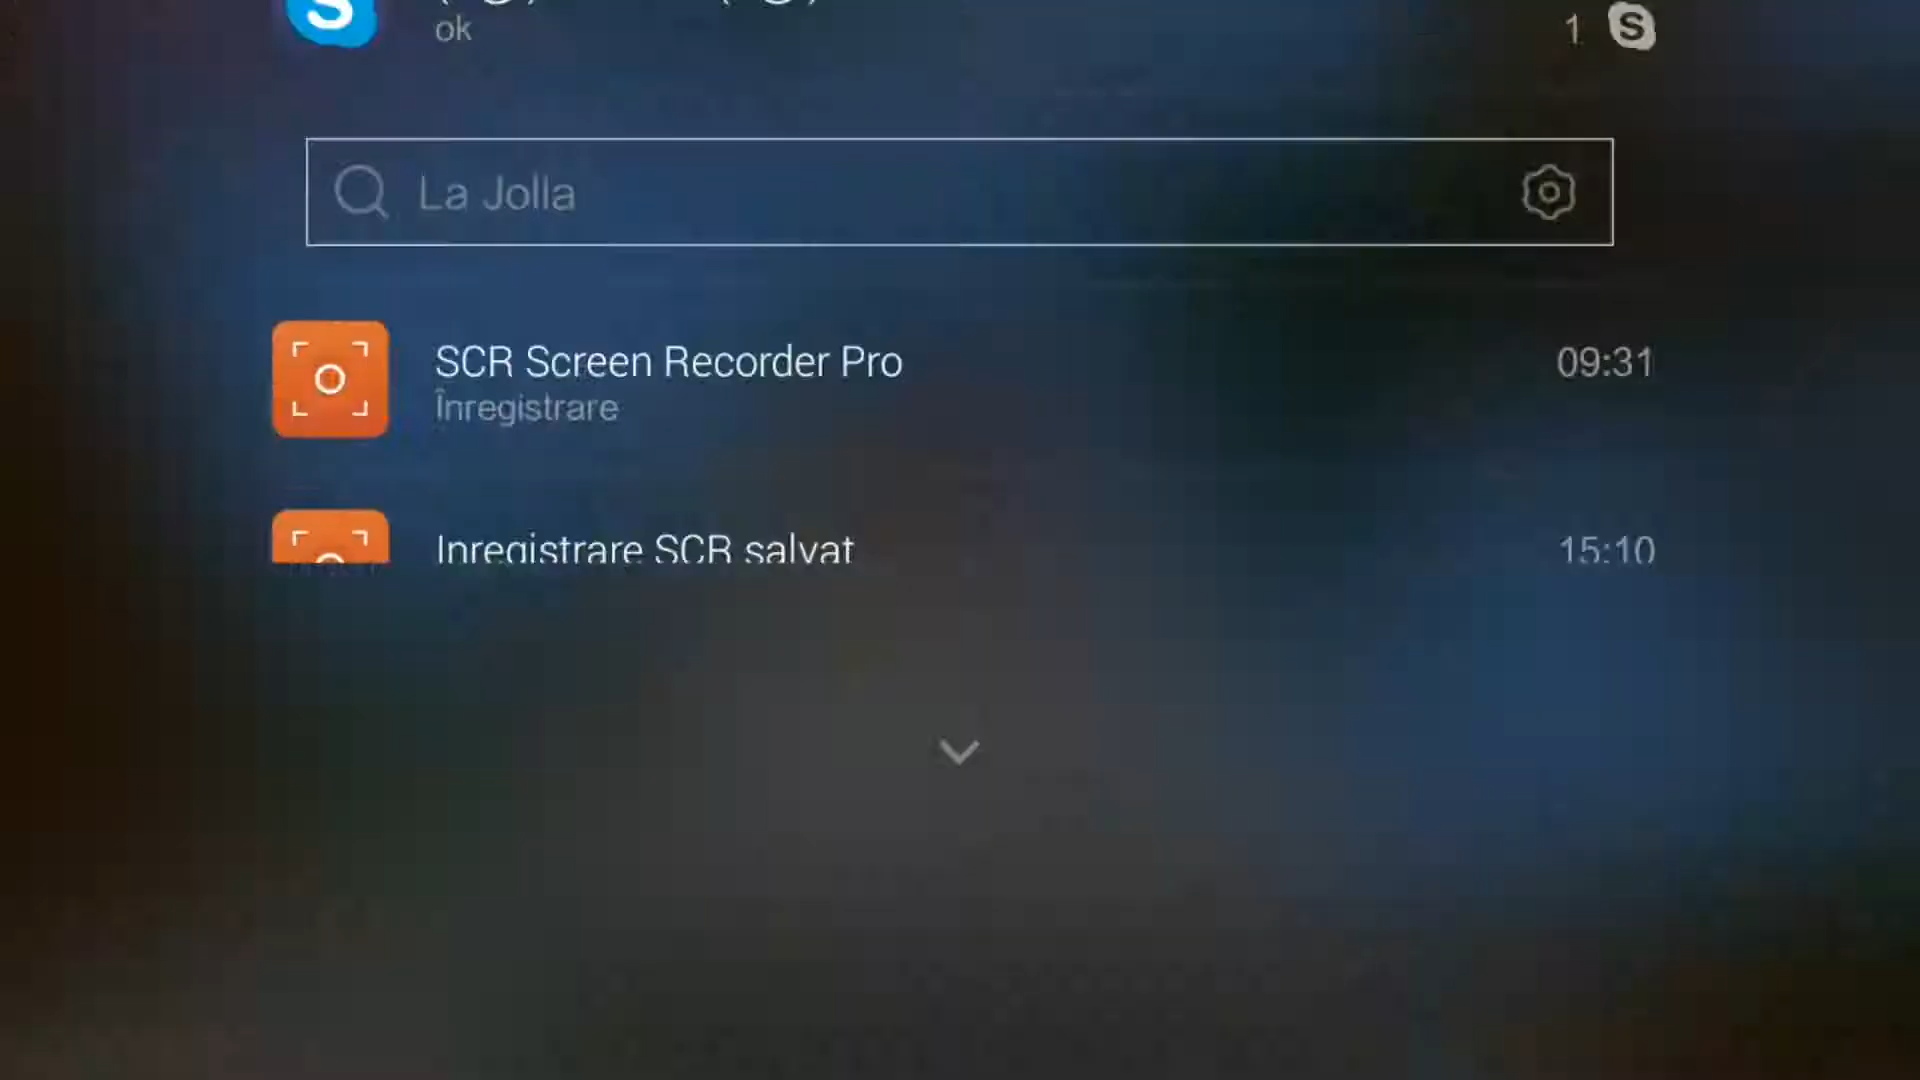 ok
1
La Jolla
SCR Screen Recorder Pro
09:31
Înregistrare
Inregistrare SCR salvat
15:10